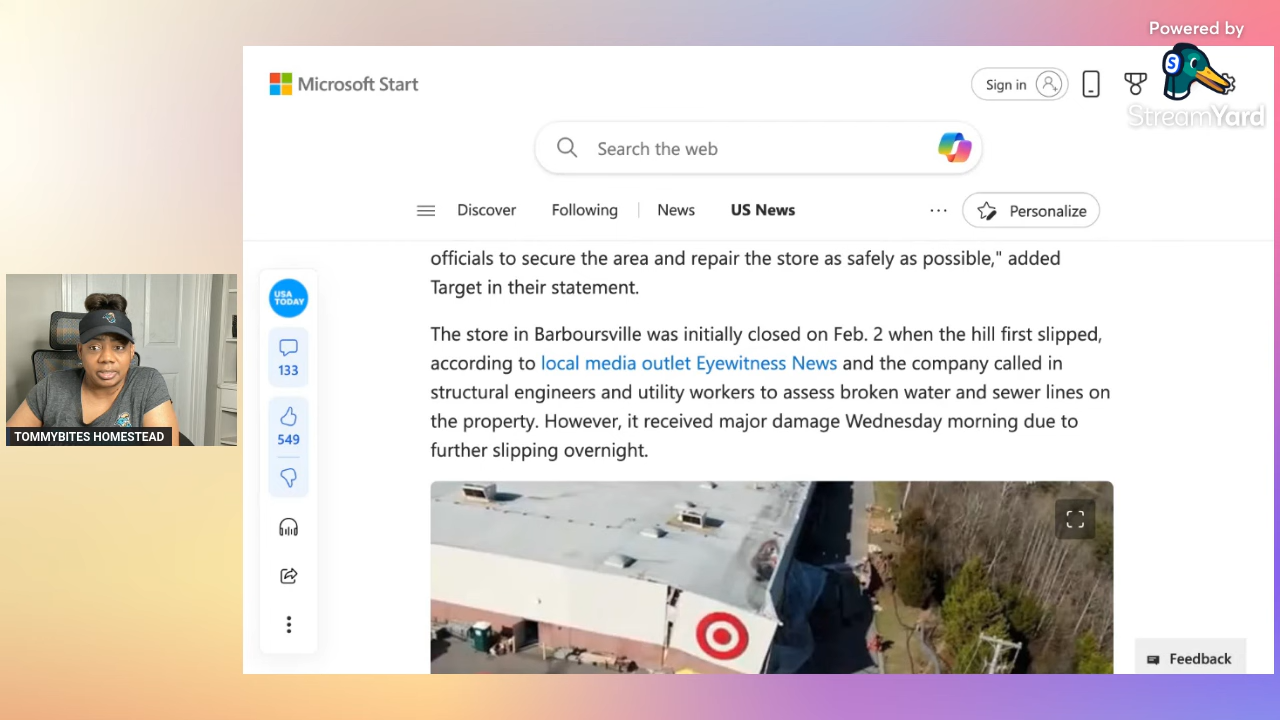 Powered by
StreamYard
Microsoft Start
Sign in
Search the web
Discover
Following
News
US News
Personalize
officials to secure the area and repair the store as safely as possible," added
Target in their statement.
The store in Barboursville was initially closed on Feb. 2 when the hill first slipped,
according to local media outlet Eyewitness News and the company called in
structural engineers and utility workers to assess broken water and sewer lines on
the property. However, it received major damage Wednesday morning due to
further slipping overnight.
USA
TODAY
133
549
TOMMYBITES HOMESTEAD
Feedback